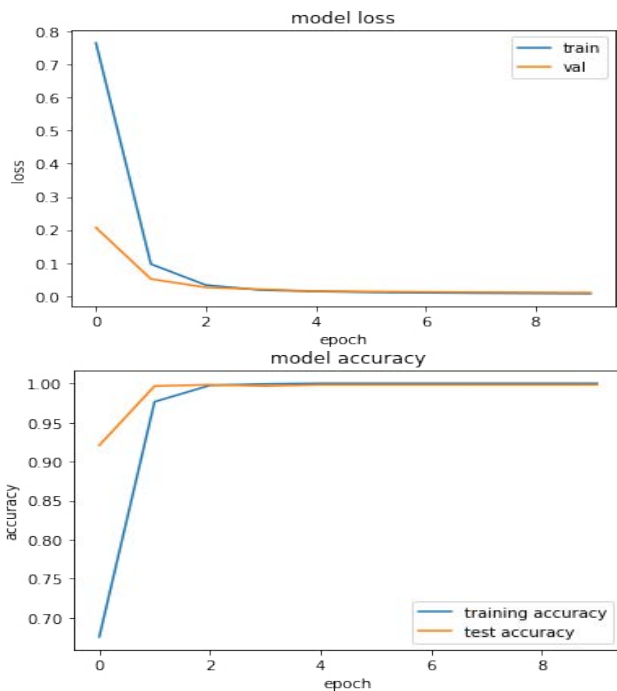 model loss
0.8
0.7
0.6
0.5
0.4
0.3
0.2
0.1
0.0
loss
train
val
0 2 4 6 8
epoch
model accuracy
1.00
0.95
0.90
0.85
0.80
0.75
0.70
accuracy
training accuracy
test accuracy
0 2 4 6 8
epoch